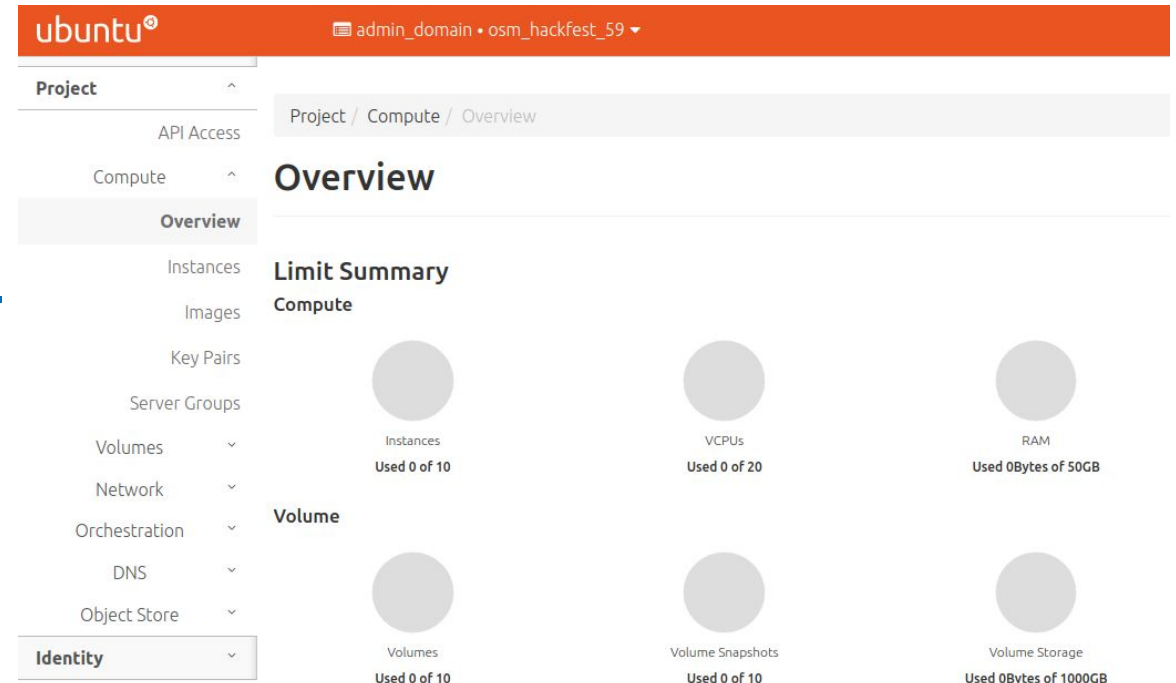 ubuntu
admin_domain • osm_hackfest_59
Project
API Access
Compute
Overview
Instances
Images
Key Pairs
Server Groups
Volumes
Network
Orchestration
DNS
Object Store
Identity
Project / Compute / Overview
Overview
Limit Summary
Compute
Instances
Used 0 of 10
VCPUs
Used 0 of 20
RAM
Used 0Bytes of 50GB
Volume
Volumes
Used 0 of 10
Volume Snapshots
Used 0 of 10
Volume Storage
Used 0Bytes of 1000GB